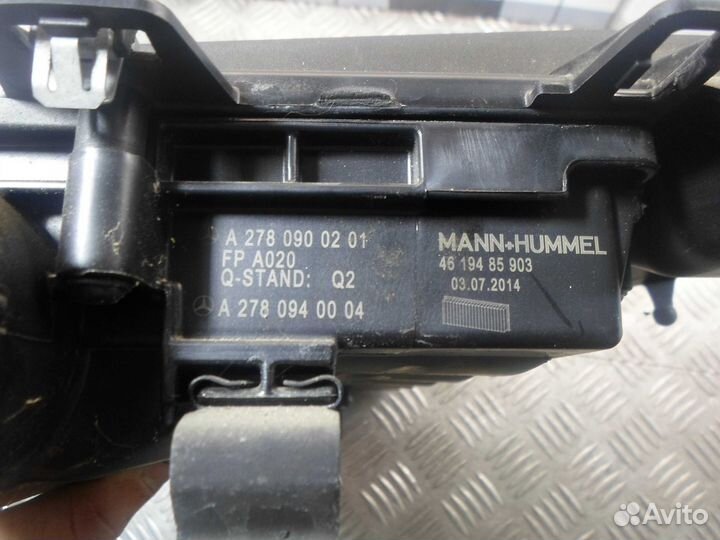 A 278 090 02 01
FP A020
Q-STAND: Q2
A 278 094 00 04
MANN+HUMMEL
46 194 85 903
03.07.2014
Avito